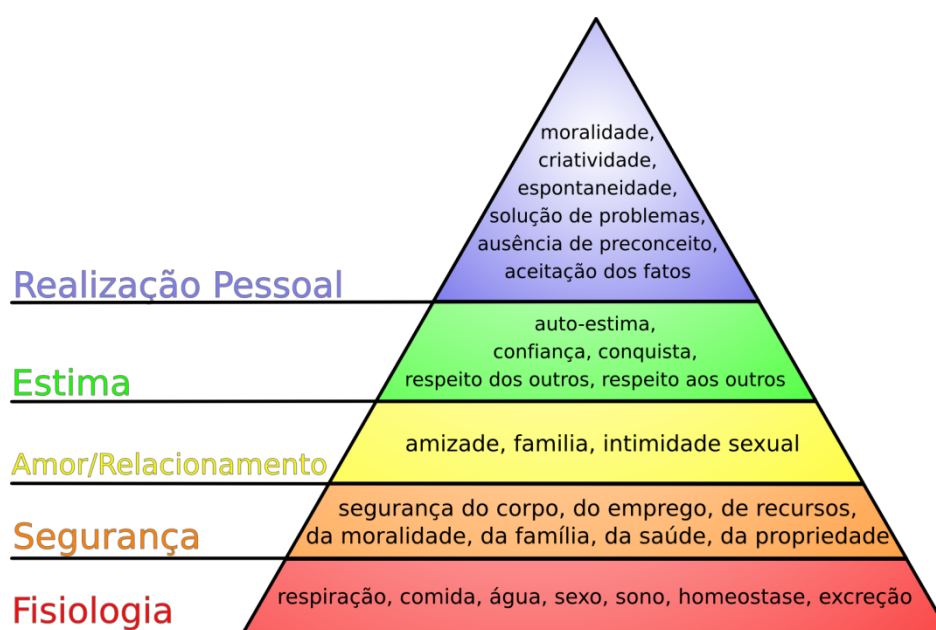 moralidade,
criatividade,
espontaneidade,
solução de problemas,
ausência de preconceito,
aceitação dos fatos
Realização Pessoal
auto-estima,
confiança, conquista,
respeito dos outros, respeito aos outros
Estima
amizade, familia, intimidade sexual
Amor/Relacionamento
segurança do corpo, do emprego, de recursos,
da moralidade, da família, da saúde, da propriedade
Segurança
respiração, comida, água, sexo, sono, homeostase, excreção
Fisiologia